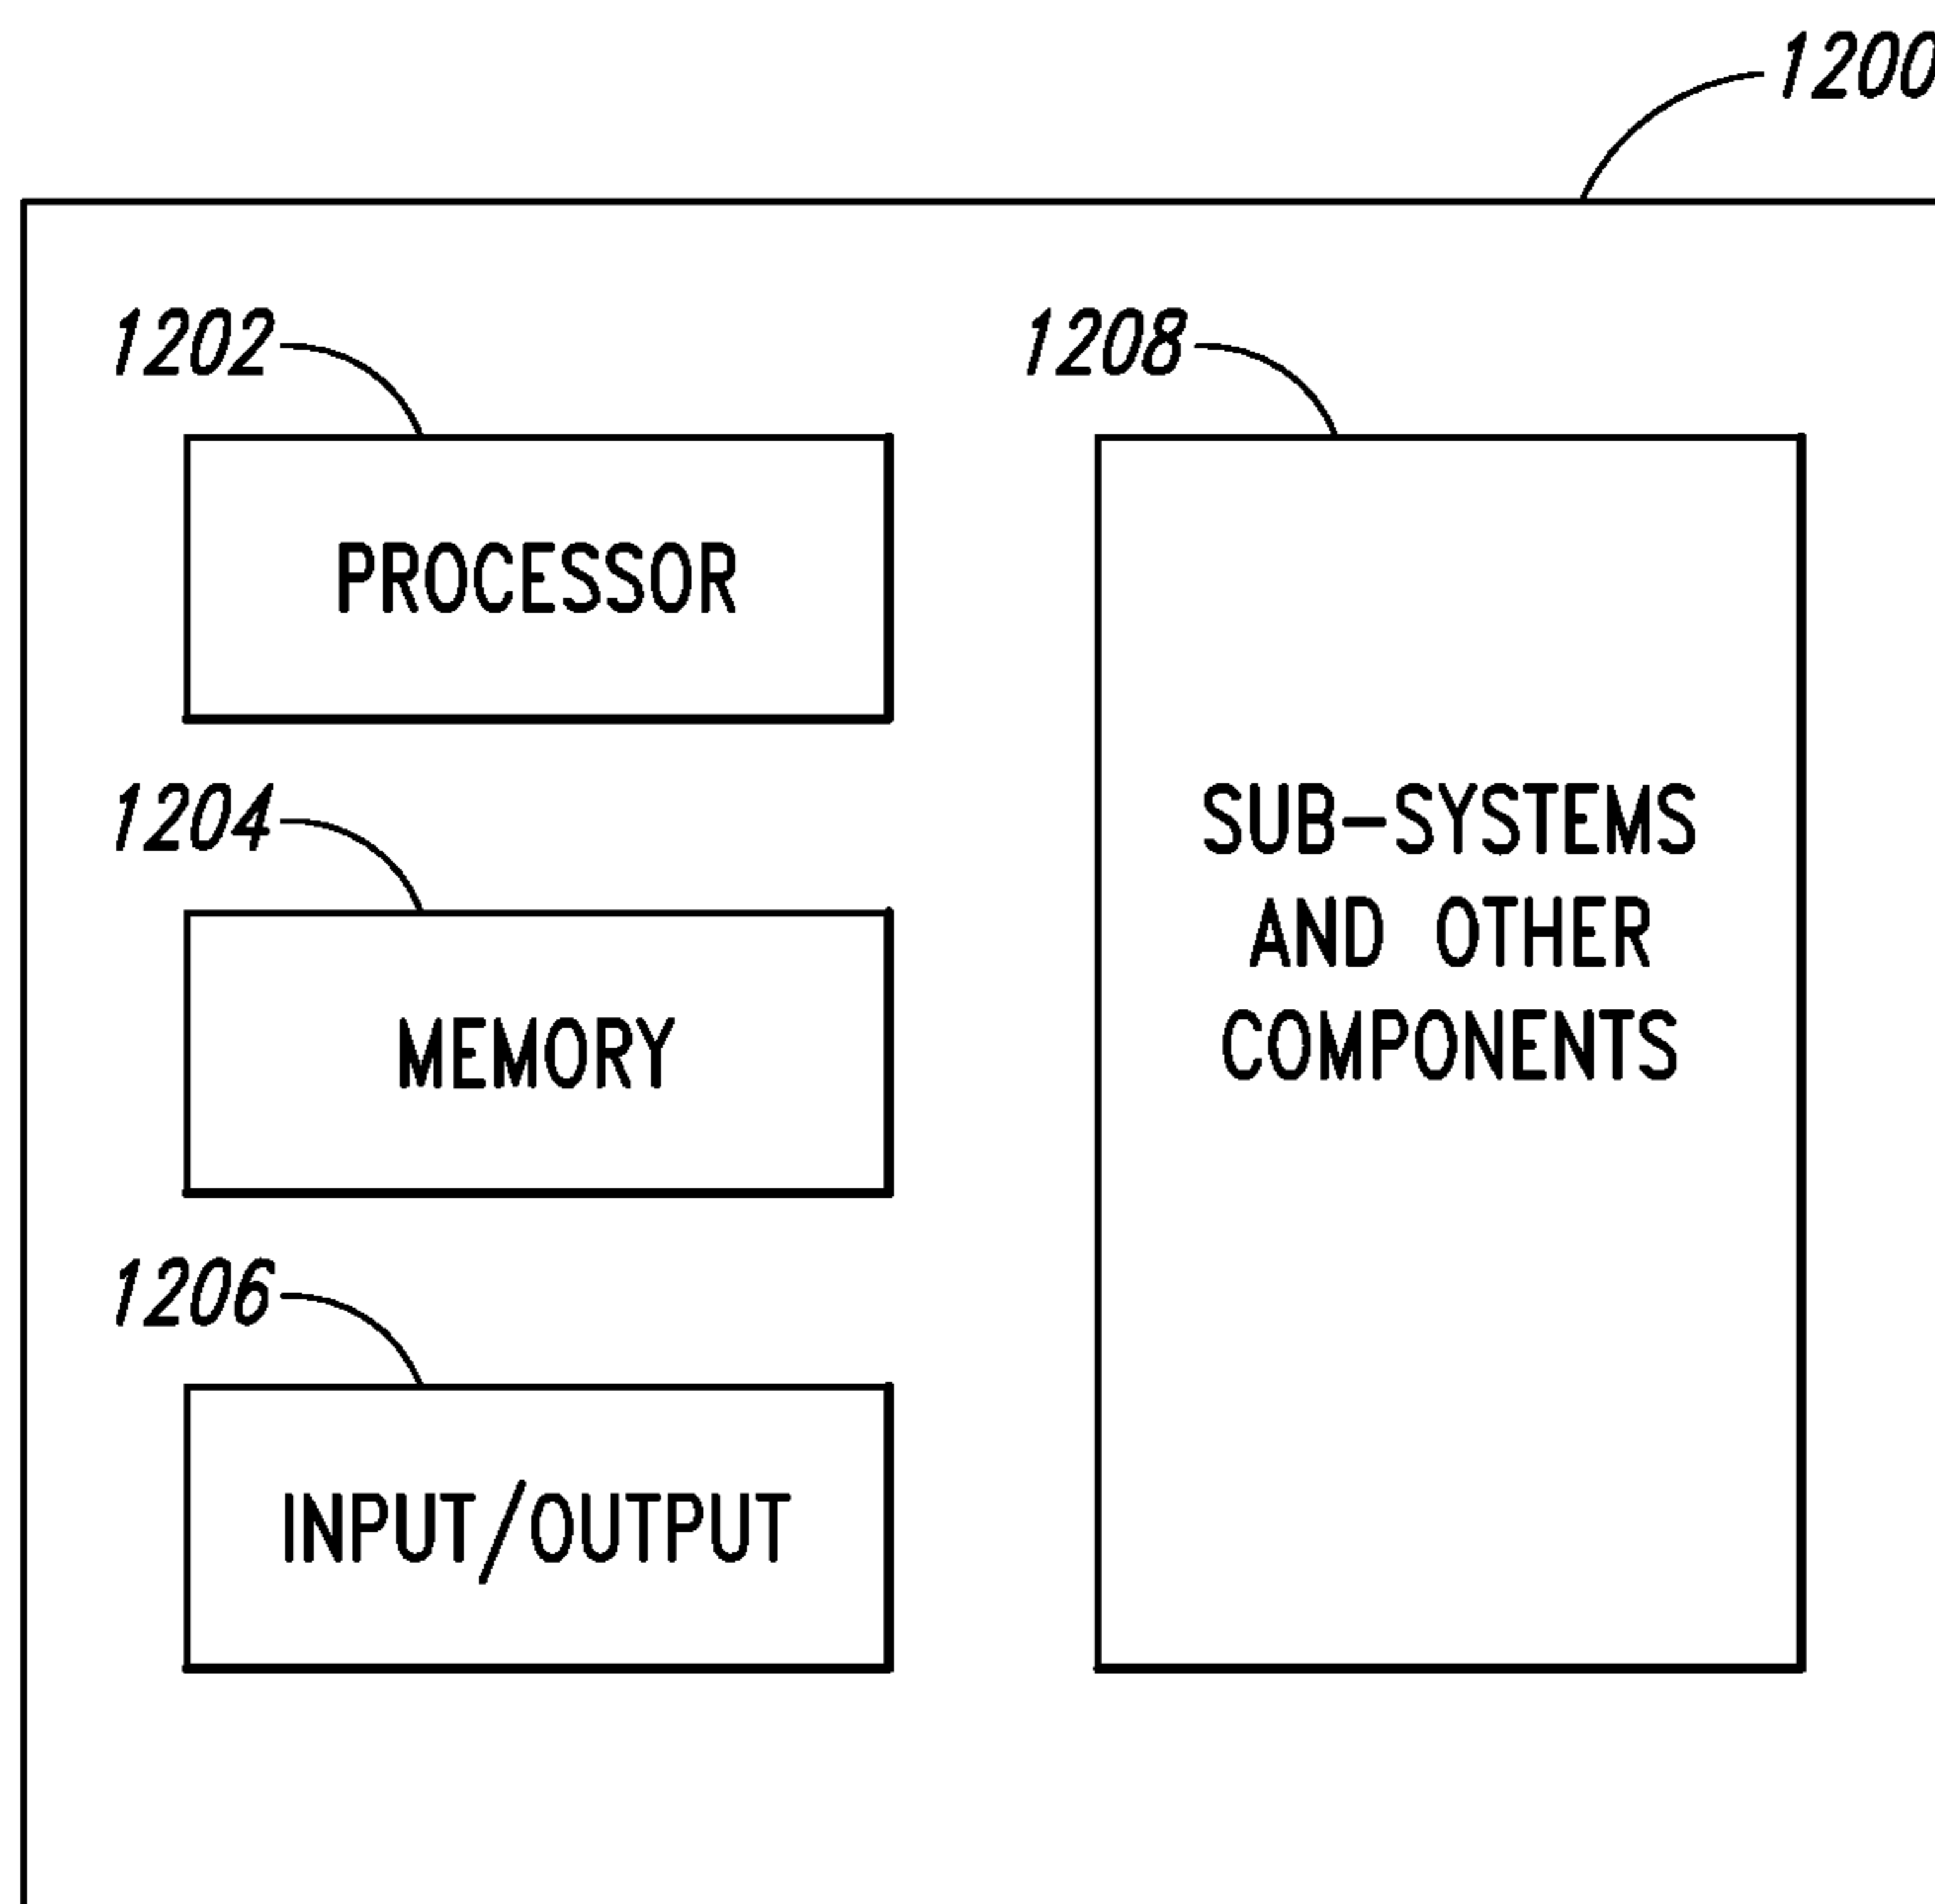 1200
1202
PROCESSOR
1204
MEMORY
1206
INPUT/OUTPUT
1208
SUB-SYSTEMS
AND OTHER
COMPONENTS